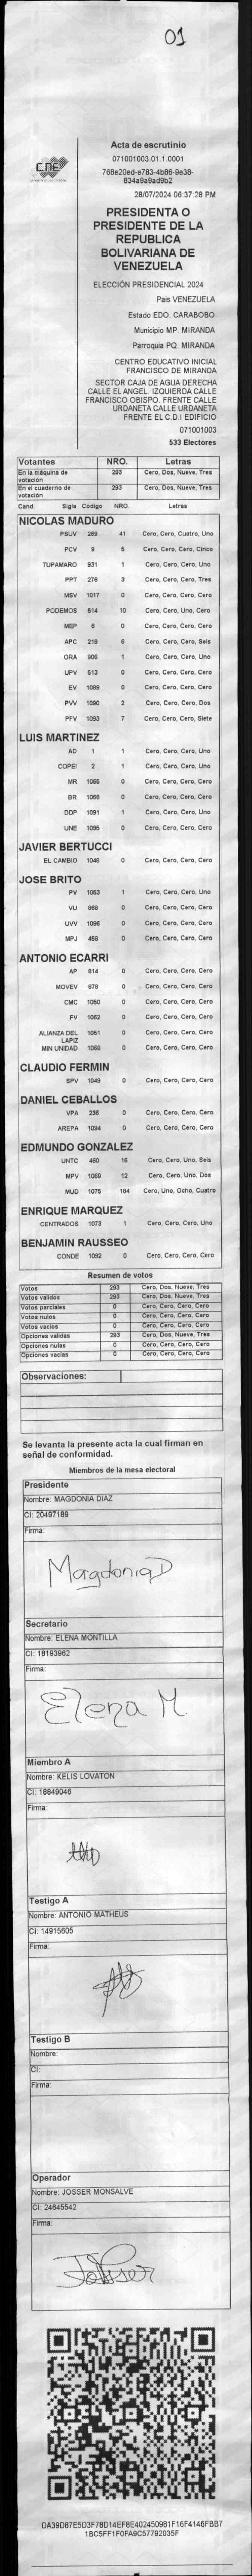 01
CNE
Acta de escrutinio
071001003.01.1.0001
768e20ed-e783-4b86-9e38-
834a9a9ad9b2
28/07/2024 06:37:28 PM
PRESIDENTA O
PRESIDENTE DE LA
REPUBLICA
BOLIVARIANA DE
VENEZUELA
ELECCIÓN PRESIDENCIAL 2024
Pais VENEZUELA
Estado EDO. CARABOBO
Municipio MP. MIRANDA
Parroquia PQ. MIRANDA
CENTRO EDUCATIVO INICIAL
FRANCISCO DE MIRANDA
SECTOR CAJA DE AGUA DERECHA
CALLE EL ANGEL. IZQUIERDA CALLE
FRANCISCO OBISPO. FRENTE CALLE
URDANETA CALLE URDANETA
FRENTE EL C.D.I EDIFICIO
071001003
533 Electores
Votantes NRO. Letras
En la máquina de votación 293 Cero, Dos, Nueve, Tres
En el cuaderno de votación 293 Cero, Dos, Nueve, Tres
Cand. Sigla Código NRO. Letras
NICOLAS MADURO
PSUV 269 41 Cero, Cero, Cuatro, Uno
PCV 9 5 Cero, Cero, Cero, Cinco
TUPAMARO 931 1 Cero, Cero, Cero, Uno
PPT 276 3 Cero, Cero, Cero, Tres
MSV 1017 0 Cero, Cero, Cero, Cero
PODEMOS 514 10 Cero, Cero, Uno, Cero
MEP 6 0 Cero, Cero, Cero, Cero
APC 219 6 Cero, Cero, Cero, Seis
ORA 906 1 Cero, Cero, Cero, Uno
UPV 513 0 Cero, Cero, Cero, Cero
EV 1089 0 Cero, Cero, Cero, Cero
PVV 1090 2 Cero, Cero, Cero, Dos
PFV 1093 7 Cero, Cero, Cero, Siete
LUIS MARTINEZ
AD 1 1 Cero, Cero, Cero, Uno
COPEI 2 1 Cero, Cero, Cero, Uno
MR 1065 0 Cero, Cero, Cero, Cero
BR 1066 0 Cero, Cero, Cero, Cero
DDP 1091 1 Cero, Cero, Cero, Uno
UNE 1095 0 Cero, Cero, Cero, Cero
JAVIER BERTUCCI
EL CAMBIO 1048 0 Cero, Cero, Cero, Cero
JOSE BRITO
PV 1053 1 Cero, Cero, Cero, Uno
VU 868 0 Cero, Cero, Cero, Cero
UVV 1096 0 Cero, Cero, Cero, Cero
MPJ 459 0 Cero, Cero, Cero, Cero
ANTONIO ECARRI
AP 814 0 Cero, Cero, Cero, Cero
MOVEV 878 0 Cero, Cero, Cero, Cero
CMC 1050 0 Cero, Cero, Cero, Cero
FV 1062 0 Cero, Cero, Cero, Cero
ALIANZA DEL LAPIZ 1051 0 Cero, Cero, Cero, Cero
MIN UNIDAD 1068 0 Cero, Cero, Cero, Cero
CLAUDIO FERMIN
SPV 1049 0 Cero, Cero, Cero, Cero
DANIEL CEBALLOS
VPA 236 0 Cero, Cero, Cero, Cero
AREPA 1094 0 Cero, Cero, Cero, Cero
EDMUNDO GONZALEZ
UNTC 460 16 Cero, Cero, Uno, Seis
MPV 1069 12 Cero, Cero, Uno, Dos
MUD 1075 184 Cero, Uno, Ocho, Cuatro
ENRIQUE MARQUEZ
CENTRADOS 1073 1 Cero, Cero, Cero, Uno
BENJAMIN RAUSSEO
CONDE 1092 0 Cero, Cero, Cero, Cero
Resumen de votos
Votos 293 Cero, Dos, Nueve, Tres
Votos validos 293 Cero, Dos, Nueve, Tres
Votos parciales 0 Cero, Cero, Cero, Cero
Votos nulos 0 Cero, Cero, Cero, Cero
Votos vacios 0 Cero, Cero, Cero, Cero
Opciones validas 293 Cero, Dos, Nueve, Tres
Opciones nulas 0 Cero, Cero, Cero, Cero
Opciones vacias 0 Cero, Cero, Cero, Cero
Observaciones:
Se levanta la presente acta la cual firman en
señal de conformidad.
Miembros de la mesa electoral
Presidente
Nombre: MAGDONIA DIAZ
CI: 20497189
Firma:
Magdonia D
Secretario
Nombre: ELENA MONTILLA
CI: 18193962
Firma:
Elena M
Miembro A
Nombre: KELIS LOVATON
CI: 18849046
Firma:
Testigo A
Nombre: ANTONIO MATHEUS
CI: 14915605
Firma:
Testigo B
Nombre:
CI:
Firma:
Operador
Nombre: JOSSER MONSALVE
CI: 24645542
Firma:
Josser
DA39D87E5D3F78D14EF8E402450981F16F4146FBB7
1BC5FF1F0FA9C57792035F